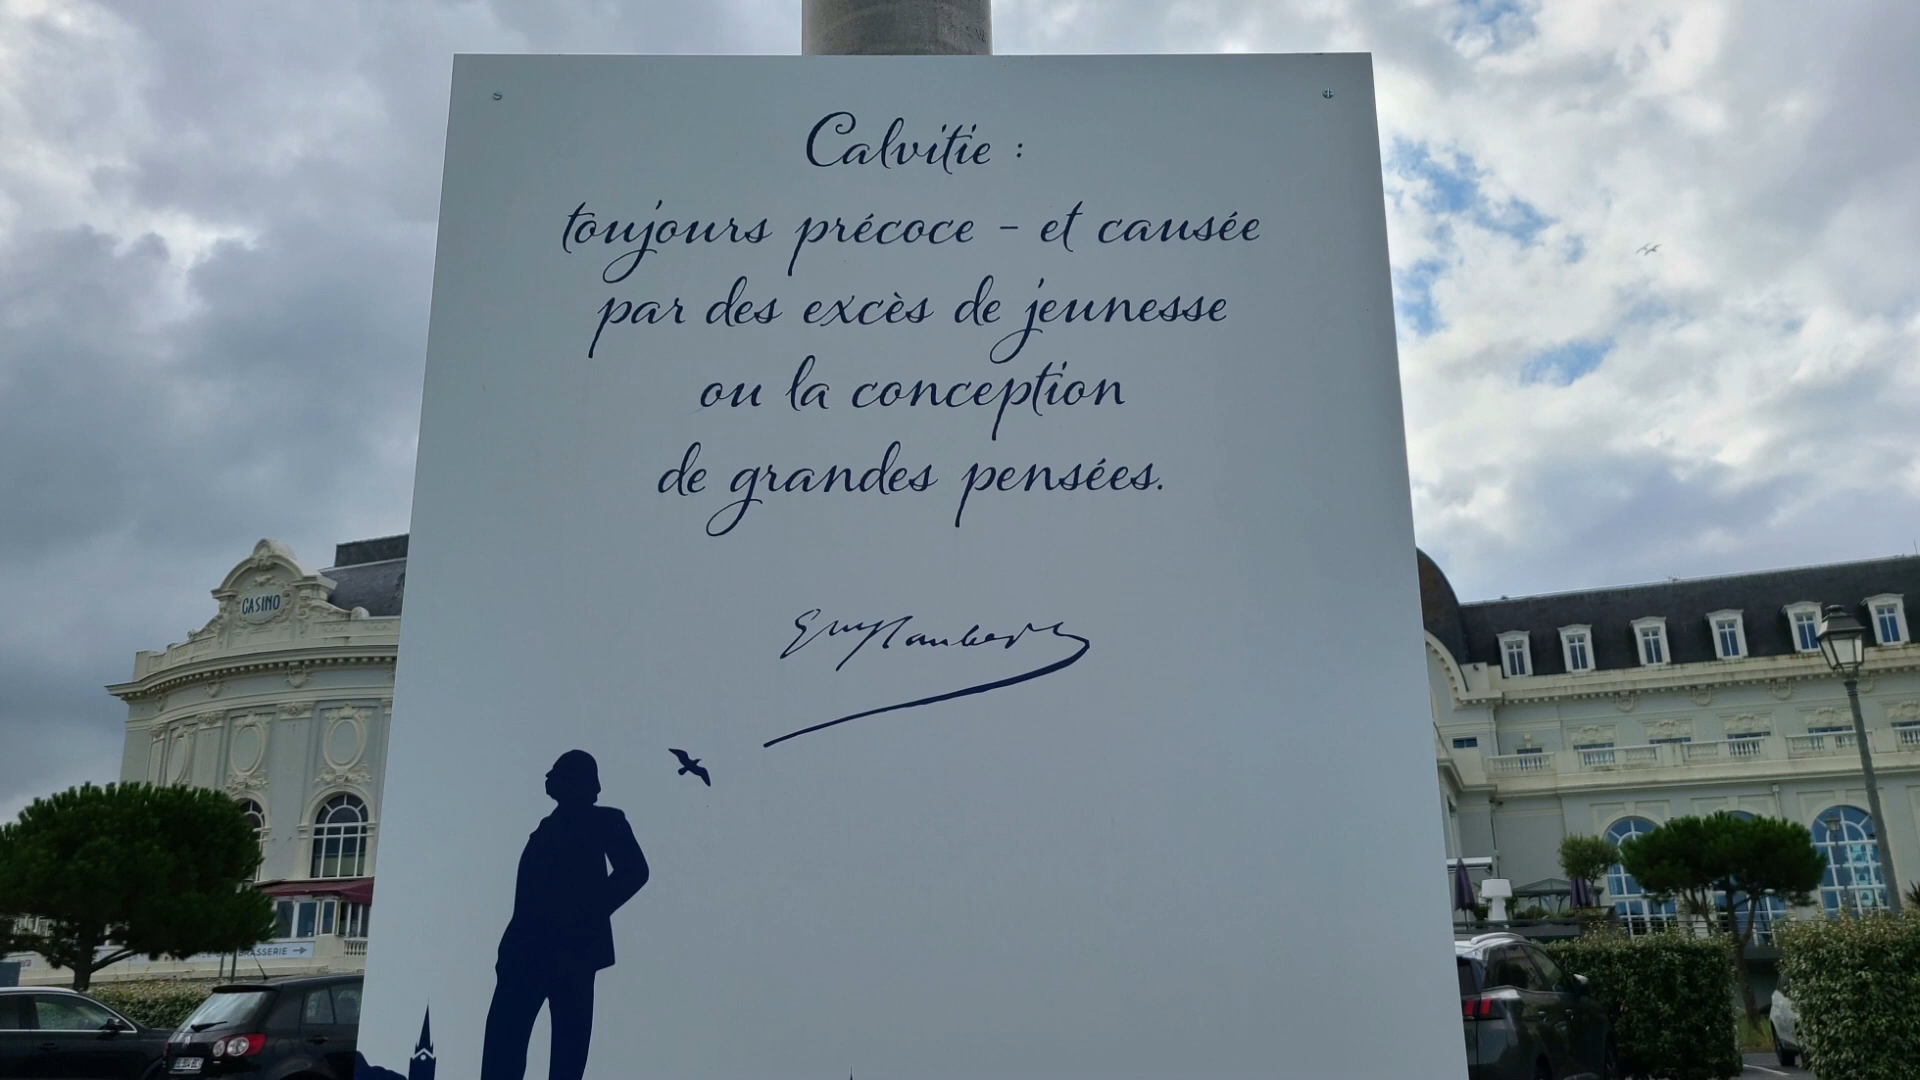 Calvitie :
toujours précoce - et causée
par des excès de jeunesse
ou la conception
de grandes pensées.
CASINO
BRASSERIE →